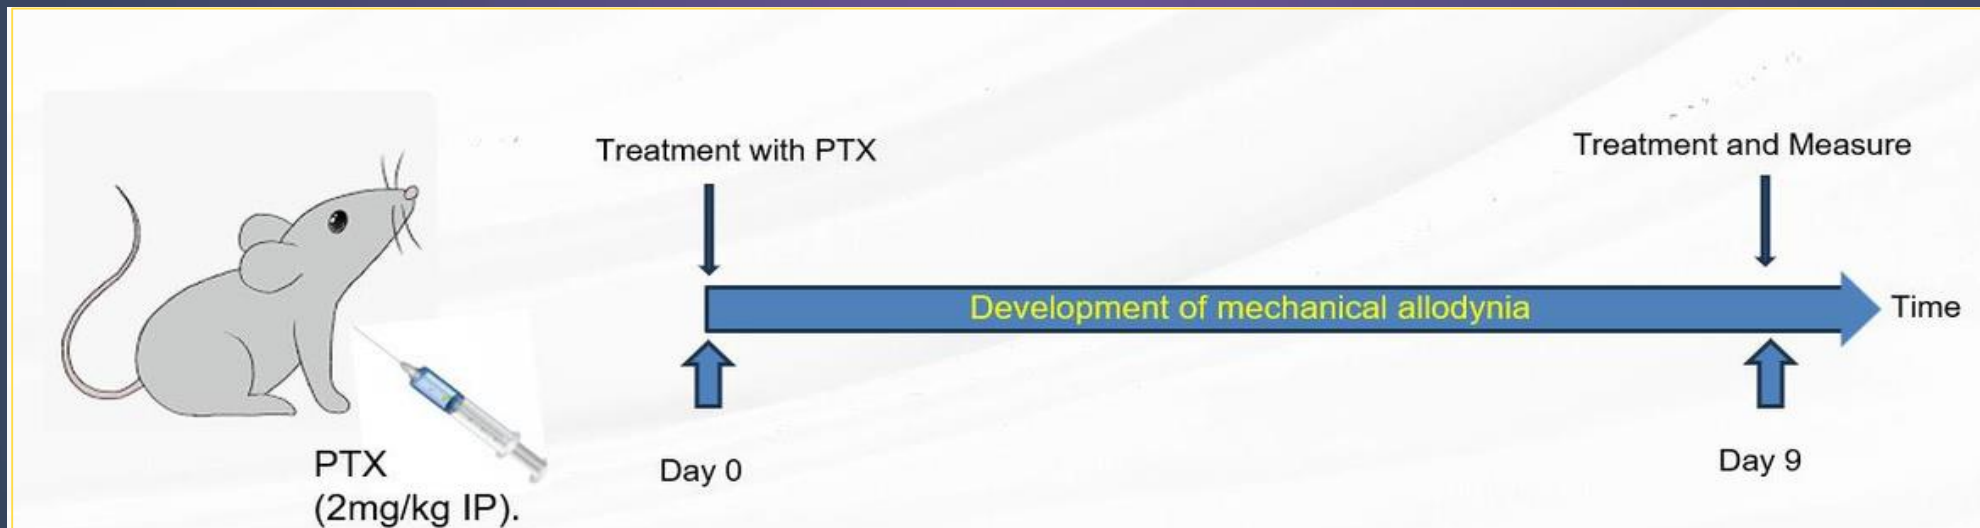 Treatment with PTX
Treatment and Measure
Development of mechanical allodynia
Time
Day 0
Day 9
PTX
(2mg/kg IP).